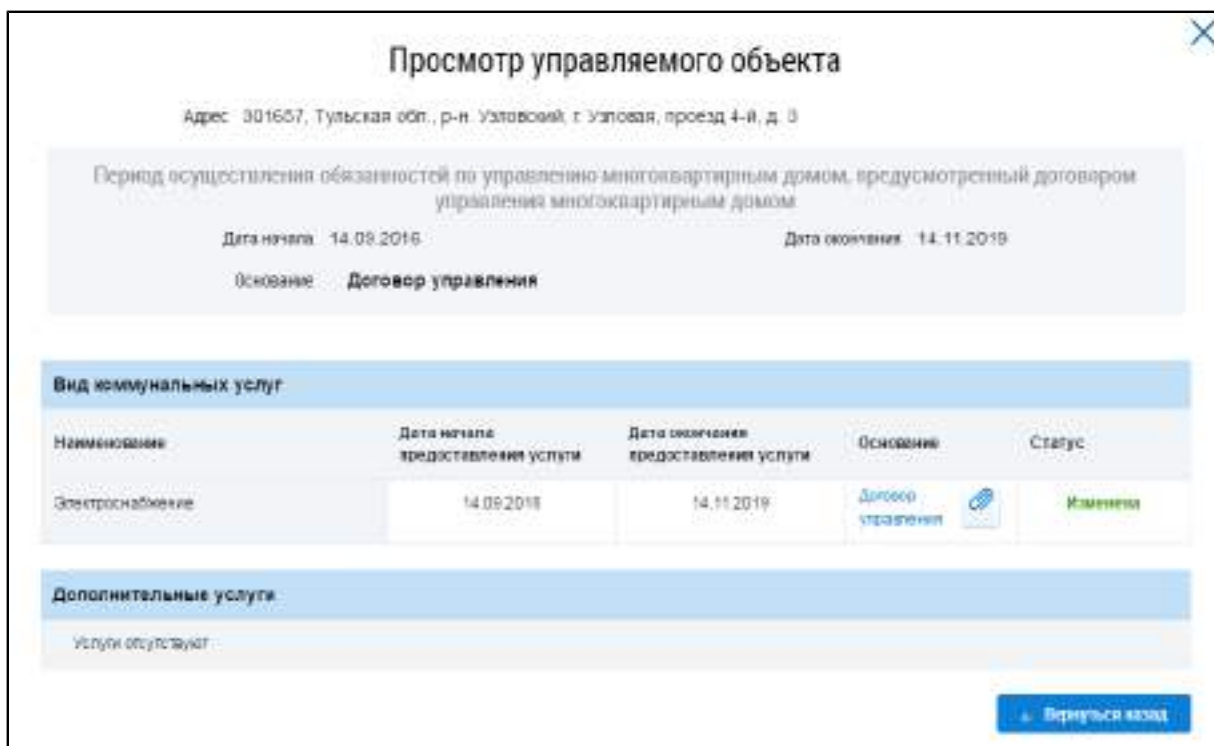 Просмотр управляемого объекта
Адрес 301657, Тульская обл., р-н. Узловский, г. Узловая, проезд 4-й, д. 3
Период осуществления обязанностей по управлению многоквартирным домом, предусмотренный договором
управления многоквартирным домом
Дата начала 14.09.2016 Дата окончания 14.11.2019
Основание Договор управления
Вид коммунальных услуг
Наименование Дата начала предоставления услуги Дата окончания предоставления услуги Основание Статус
Электроснабжение 14.09.2016 14.11.2019 Договор управления Изменена
Дополнительные услуги
Услуги отсутствуют
Вернуться назад